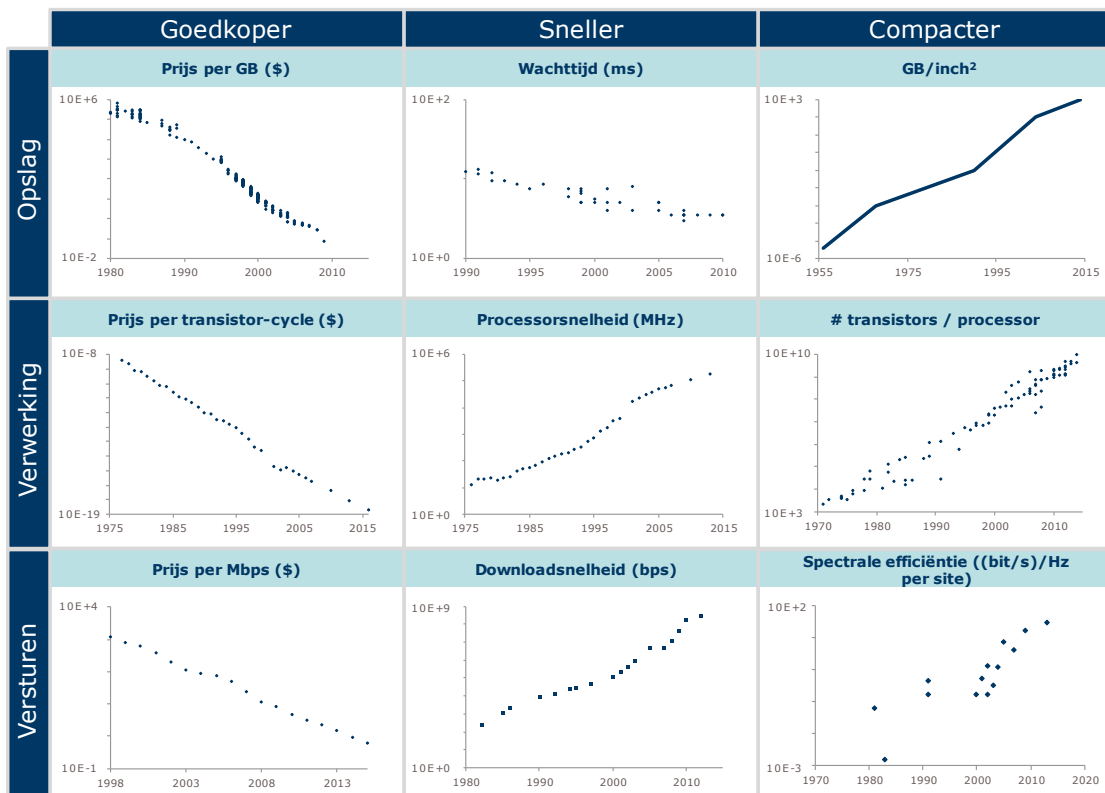 Goedkoper
Sneller
Compacter
Opslag
Prijs per GB ($)
10E+6
10E-2
1980
1990
2000
2010
Wachttijd (ms)
10E+2
10E+0
1990
1995
2000
2005
2010
GB/inch²
10E+3
10E-6
1955
1975
1995
2015
Verwerking
Prijs per transistor-cycle ($)
10E-8
10E-19
1975
1985
1995
2005
2015
Processorsnelheid (MHz)
10E+6
10E+0
1975
1985
1995
2005
2015
# transistors / processor
10E+10
10E+3
1970
1980
1990
2000
2010
Versturen
Prijs per Mbps ($)
10E+4
10E-1
1998
2003
2008
2013
Downloadsnelheid (bps)
10E+9
10E+0
1980
1990
2000
2010
Spectrale efficiëntie ((bit/s)/Hz
per site)
10E+2
10E-3
1970
1980
1990
2000
2010
2020